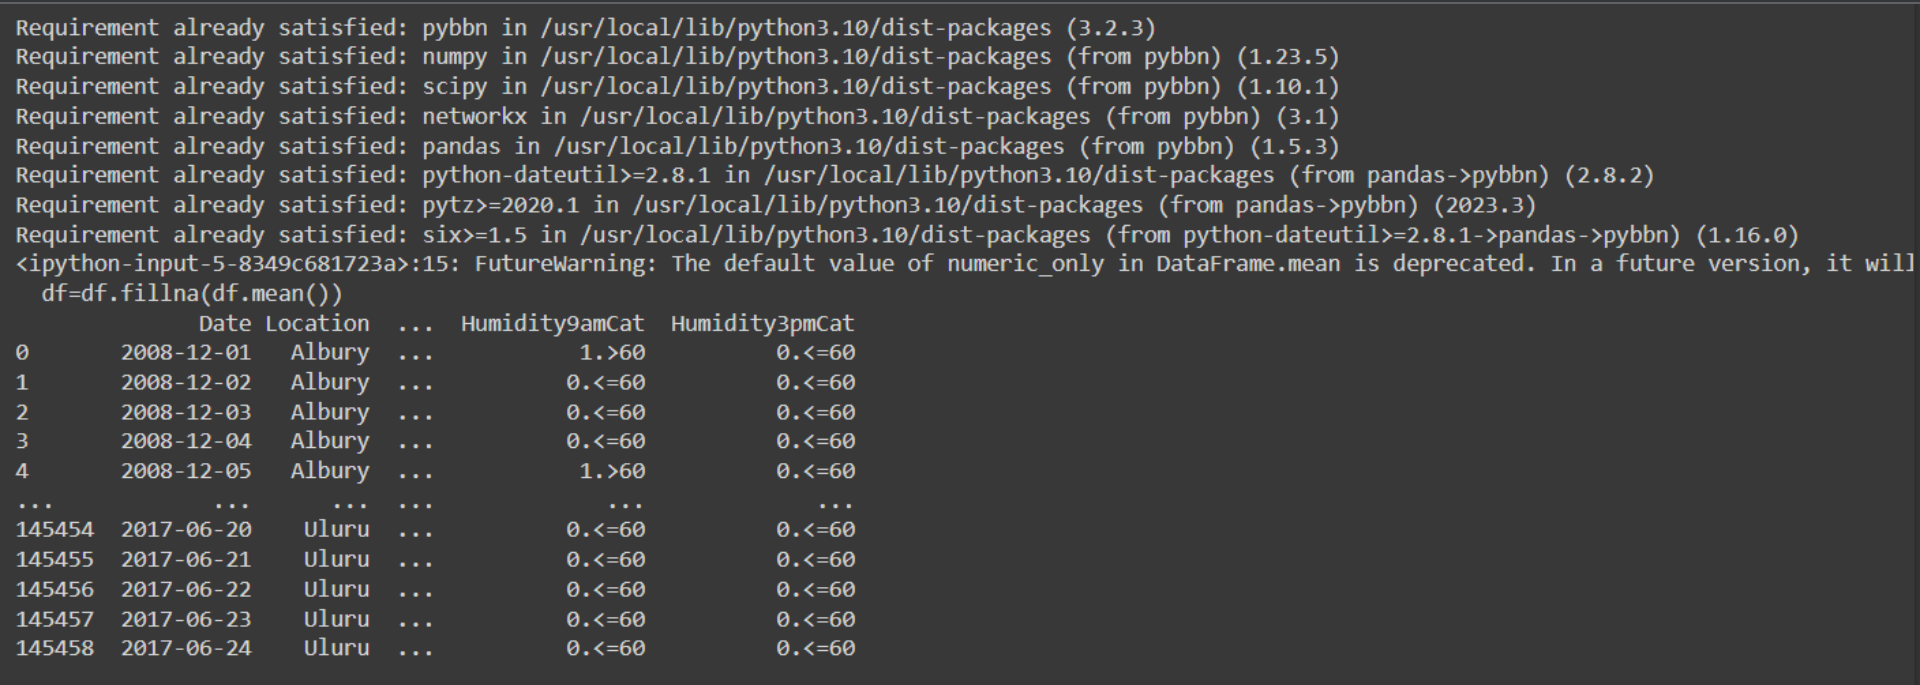 Requirement already satisfied: pybbn in /usr/local/lib/python3.10/dist-packages (3.2.3)
Requirement already satisfied: numpy in /usr/local/lib/python3.10/dist-packages (from pybbn) (1.23.5)
Requirement already satisfied: scipy in /usr/local/lib/python3.10/dist-packages (from pybbn) (1.10.1)
Requirement already satisfied: networkx in /usr/local/lib/python3.10/dist-packages (from pybbn) (3.1)
Requirement already satisfied: pandas in /usr/local/lib/python3.10/dist-packages (from pybbn) (1.5.3)
Requirement already satisfied: python-dateutil>=2.8.1 in /usr/local/lib/python3.10/dist-packages (from pandas->pybbn) (2.8.2)
Requirement already satisfied: pytz>=2020.1 in /usr/local/lib/python3.10/dist-packages (from pandas->pybbn) (2023.3)
Requirement already satisfied: six>=1.5 in /usr/local/lib/python3.10/dist-packages (from python-dateutil>=2.8.1->pandas->pybbn) (1.16.0)
<ipython-input-5-8349c681723a>:15: FutureWarning: The default value of numeric_only in DataFrame.mean is deprecated. In a future version, it will
  df=df.fillna(df.mean())
              Date Location  ...  Humidity9amCat  Humidity3pmCat
0       2008-12-01   Albury  ...           1.>60          0.<=60
1       2008-12-02   Albury  ...          0.<=60          0.<=60
2       2008-12-03   Albury  ...          0.<=60          0.<=60
3       2008-12-04   Albury  ...          0.<=60          0.<=60
4       2008-12-05   Albury  ...           1.>60          0.<=60
...            ...      ...  ...             ...             ...
145454  2017-06-20    Uluru  ...          0.<=60          0.<=60
145455  2017-06-21    Uluru  ...          0.<=60          0.<=60
145456  2017-06-22    Uluru  ...          0.<=60          0.<=60
145457  2017-06-23    Uluru  ...          0.<=60          0.<=60
145458  2017-06-24    Uluru  ...          0.<=60          0.<=60